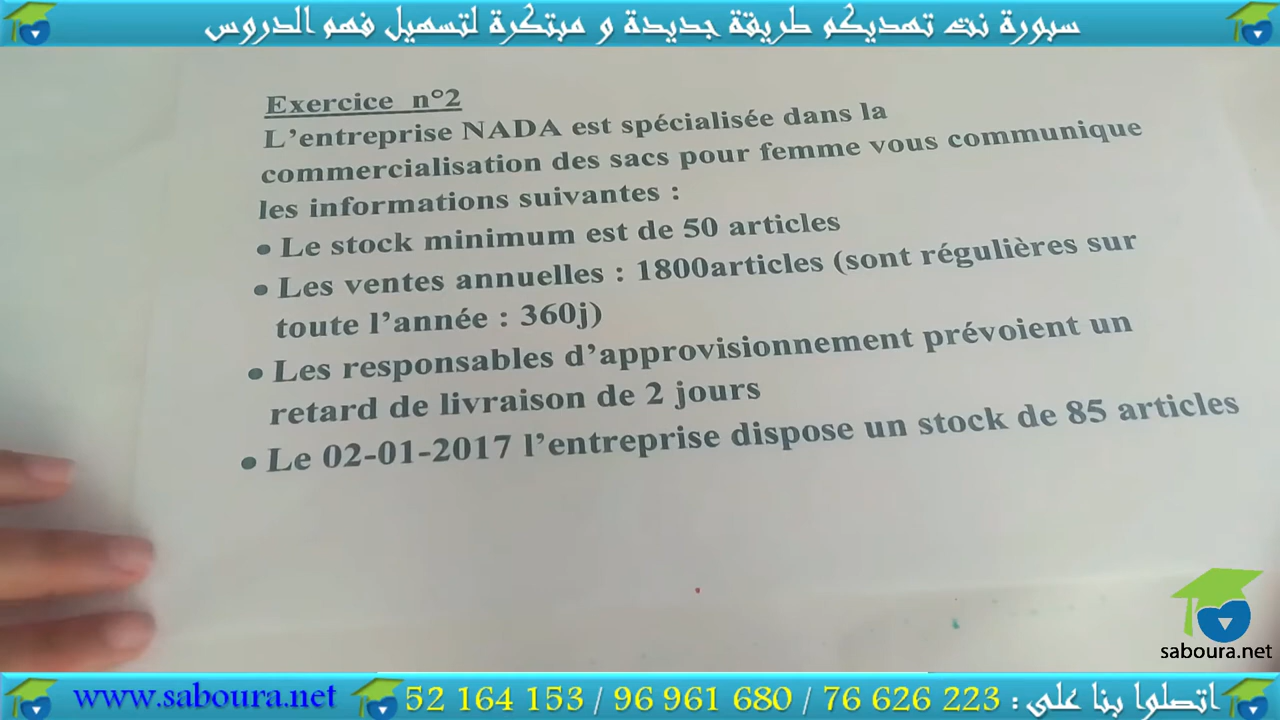 سبورة نت تهديكم طريقة جديدة و مبتكرة لتسهيل فهم الدروس
Exercice n°2
L'entreprise NADA est spécialisée dans la
commercialisation des sacs pour femme vous communique
les informations suivantes :
• Le stock minimum est de 50 articles
• Les ventes annuelles : 1800articles (sont régulières sur
toute l'année : 360j)
• Les responsables d'approvisionnement prévoient un
retard de livraison de 2 jours
• Le 02-01-2017 l'entreprise dispose un stock de 85 articles
saboura.net
www.saboura.net
اتصلوا بنا على : 52 164 153 / 96 961 680 / 76 626 223